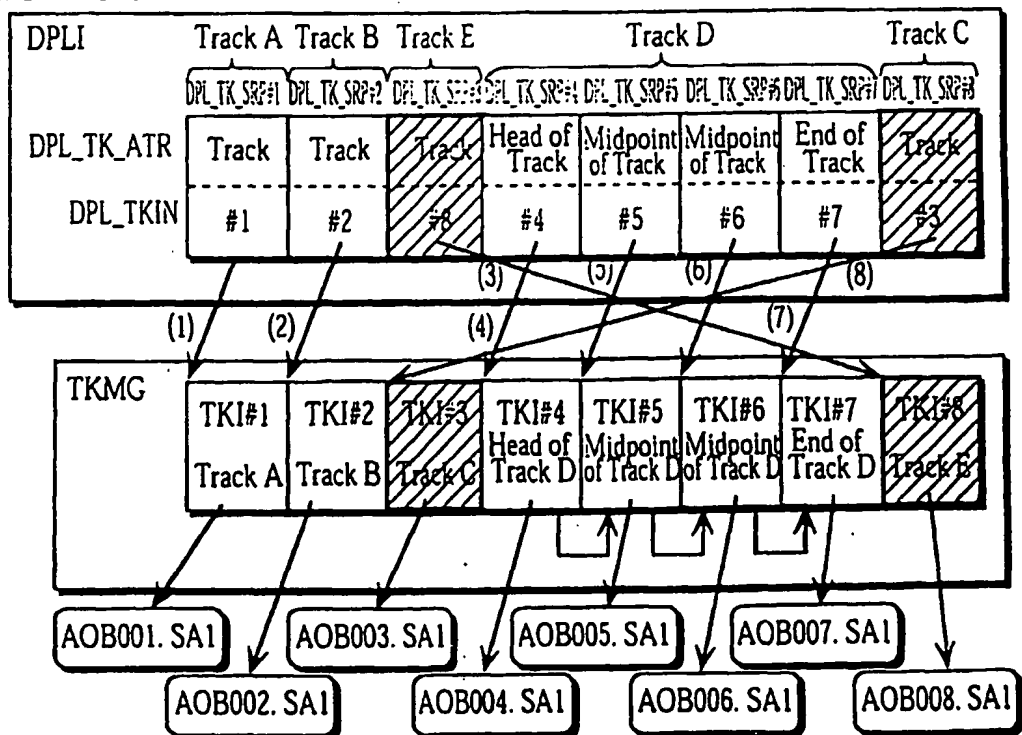 DPLI
Track A Track B Track E Track D Track C
DPL_TK_SRP#1 DPL_TK_SRP#2 DPL_TK_SRP#3 DPL_TK_SRP#4 DPL_TK_SRP#5 DPL_TK_SRP#6 DPL_TK_SRP#7 DPL_TK_SRP#8
DPL_TK_ATR
Track
Track
Track
Head of
Track
Midpoint
of Track
Midpoint
of Track
End of
Track
Track
DPL_TKIN
#1 #2 #8 #4 #5 #6 #7 #3
(3) (5) (6) (8)
(1) (2) (4) (7)
TKMG
TKI#1
Track A
TKI#2
Track B
TKI#3
Track C
TKI#4
Head of
Track D
TKI#5
Midpoint
of Track D
TKI#6
Midpoint
of Track D
TKI#7
End of
Track D
TKI#8
Track E
AOB001. SA1 AOB003. SA1 AOB005. SA1 AOB007. SA1
AOB002. SA1 AOB004. SA1 AOB006. SA1 AOB008. SA1